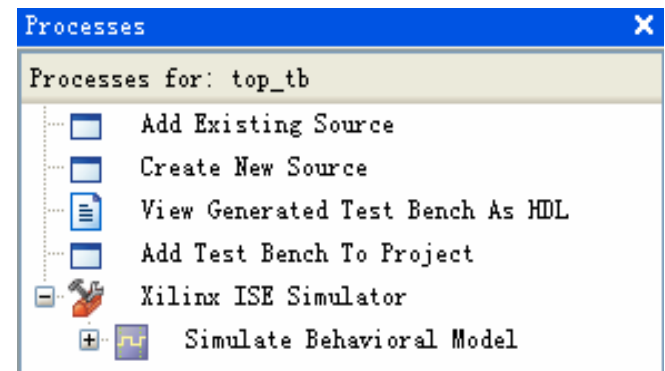 Processes
Processes for: top_tb
Add Existing Source
Create New Source
View Generated Test Bench As HDL
Add Test Bench To Project
Xilinx ISE Simulator
Simulate Behavioral Model